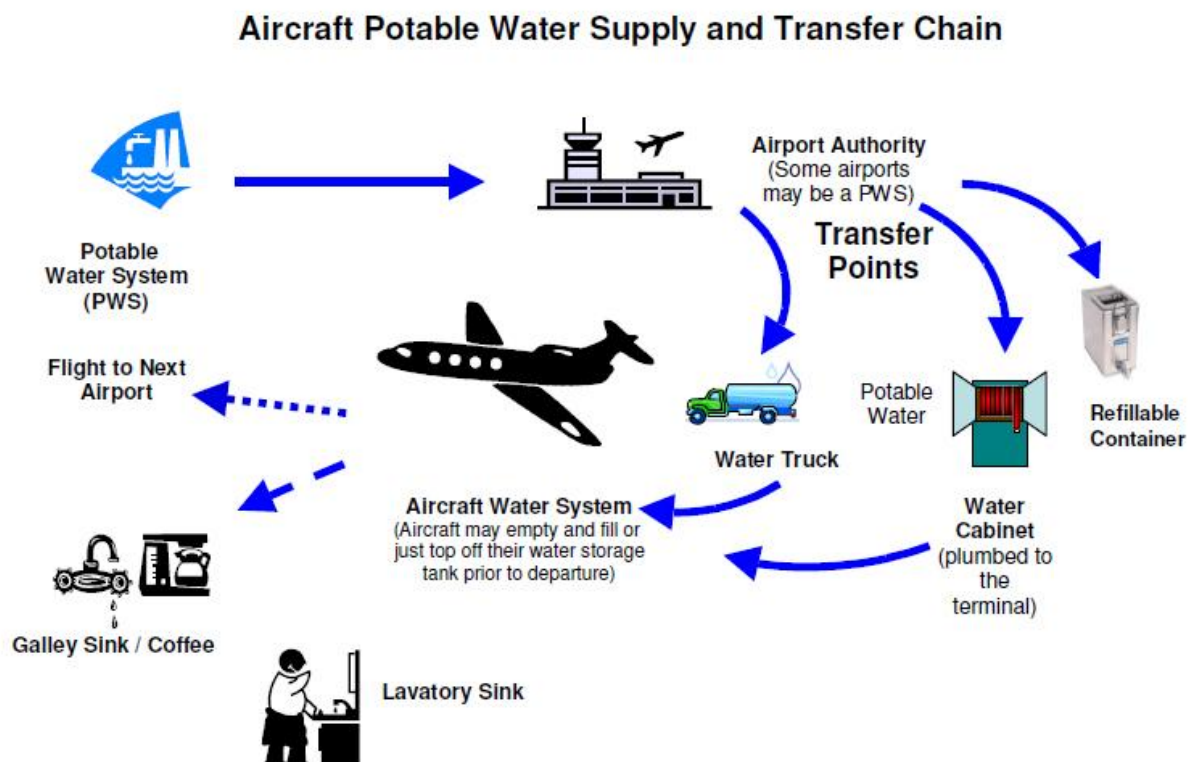 Aircraft Potable Water Supply and Transfer Chain
Potable
Water System
(PWS)
Airport Authority
(Some airports
may be a PWS)
Transfer
Points
Flight to Next
Airport
Potable
Water
Refillable
Container
Water Truck
Aircraft Water System
(Aircraft may empty and fill or
just top off their water storage
tank prior to departure)
Water
Cabinet
(plumbed to
the
terminal)
Galley Sink / Coffee
Lavatory Sink